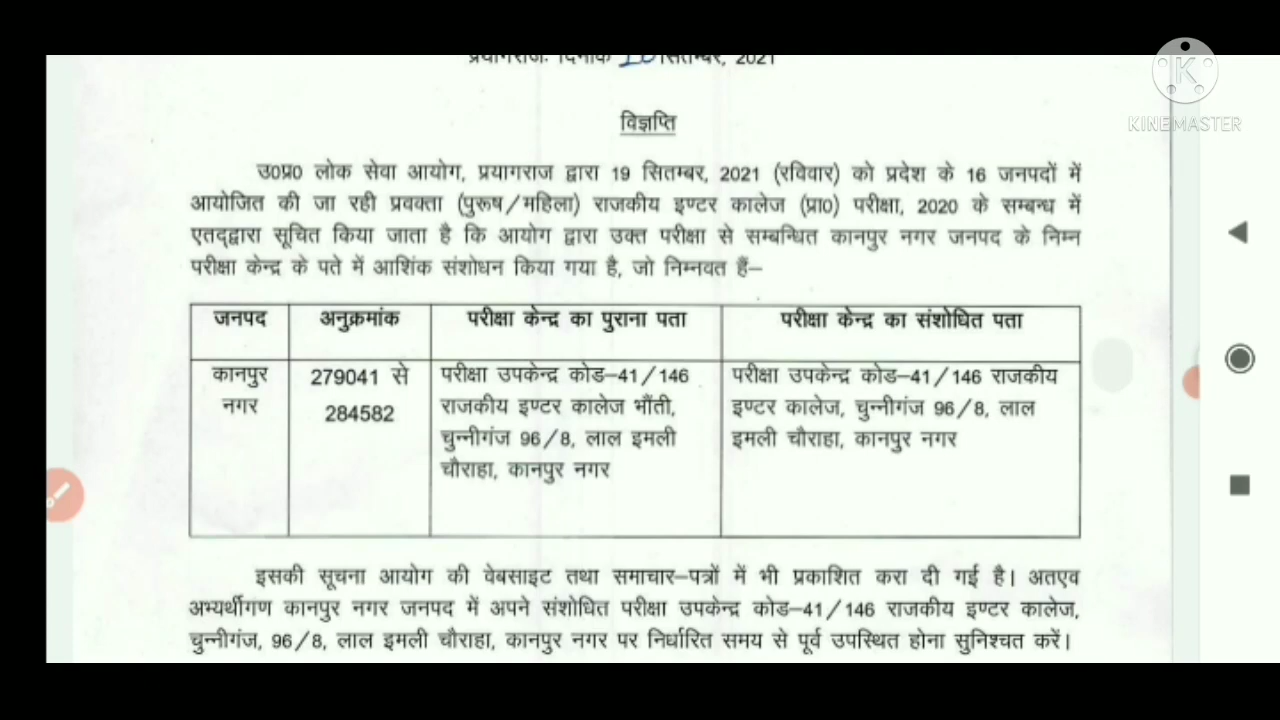 प्रयागराजः दिनांक सितम्बर, 2021
KINEMASTER
विज्ञप्ति
उ0प्र0 लोक सेवा आयोग, प्रयागराज द्वारा 19 सितम्बर, 2021 (रविवार) को प्रदेश के 16 जनपदों में
आयोजित की जा रही प्रवक्ता (पुरूष/महिला) राजकीय इण्टर कालेज (प्रा0) परीक्षा, 2020 के सम्बन्ध में
एतद्द्वारा सूचित किया जाता है कि आयोग द्वारा उक्त परीक्षा से सम्बन्धित कानपुर नगर जनपद के निम्न
परीक्षा केन्द्र के पते में आशिंक संशोधन किया गया है, जो निम्नवत हैं–
जनपद अनुक्रमांक परीक्षा केन्द्र का पुराना पता परीक्षा केन्द्र का संशोधित पता
कानपुर 279041 से परीक्षा उपकेन्द्र कोड–41/146 परीक्षा उपकेन्द्र कोड–41/146 राजकीय
नगर 284582 राजकीय इण्टर कालेज भौंती, इण्टर कालेज, चुन्नीगंज 96/8, लाल
चुन्नीगंज 96/8, लाल इमली इमली चौराहा, कानपुर नगर
चौराहा, कानपुर नगर
इसकी सूचना आयोग की वेबसाइट तथा समाचार–पत्रों में भी प्रकाशित करा दी गई है। अतएव
अभ्यर्थीगण कानपुर नगर जनपद में अपने संशोधित परीक्षा उपकेन्द्र कोड–41/146 राजकीय इण्टर कालेज,
चुन्नीगंज, 96/8, लाल इमली चौराहा, कानपुर नगर पर निर्धारित समय से पूर्व उपस्थित होना सुनिश्चत करें।